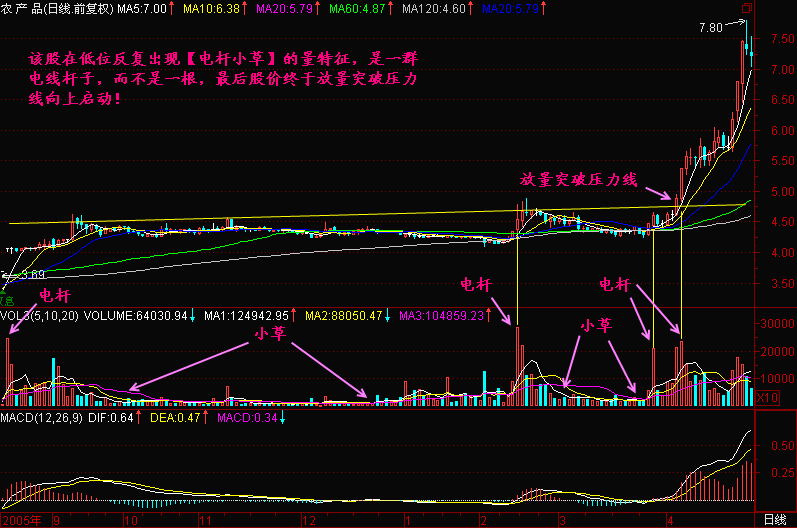 农 产 品(日线.前复权) MA5:7.00↑ MA10:6.38↑ MA20:5.79↑ MA60:4.87↑ MA120:4.60↑ MA20:5.79↑
7.80
7.50
该股在低位反复出现【电杆小草】的量特征，是一群
电线杆子，而不是一根，最后股价终于放量突破压力
线向上启动！
7.00
6.50
6.00
5.50
放量突破压力线
5.00
4.50
4.00
3.69
3.50
电杆
电杆
电杆
VOL3(5,10,20) VOLUME:64030.94↓ MA1:124942.95↑ MA2:88050.47↓ MA3:104859.23↑
小草
小草
30000
20000
10000
X10
MACD(12,26,9) DIF:0.64↑ DEA:0.47↑ MACD:0.34↓
0.50
0.25
2005年 9 10 11 12 1 2 3 4 日线